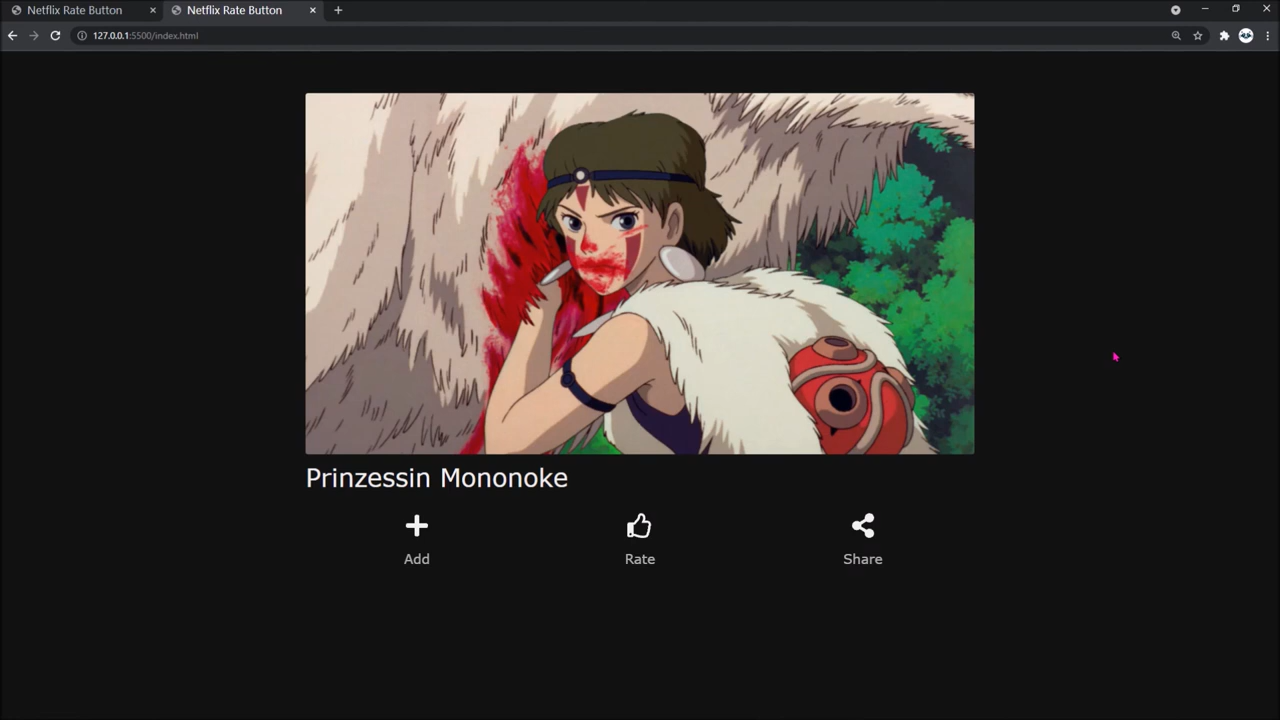 Netflix Rate Button
Netflix Rate Button
127.0.0.1:5500/index.html
Prinzessin Mononoke
Add
Rate
Share